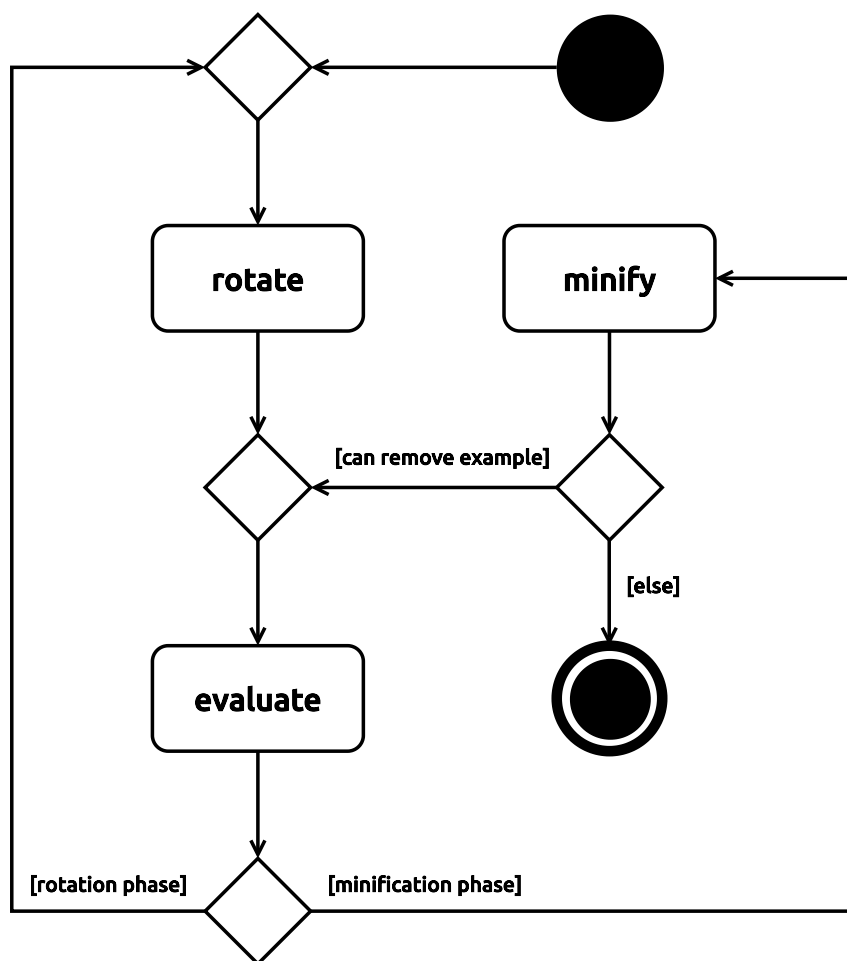 rotate
minify
[can remove example]
[else]
evaluate
[rotation phase]
[minification phase]